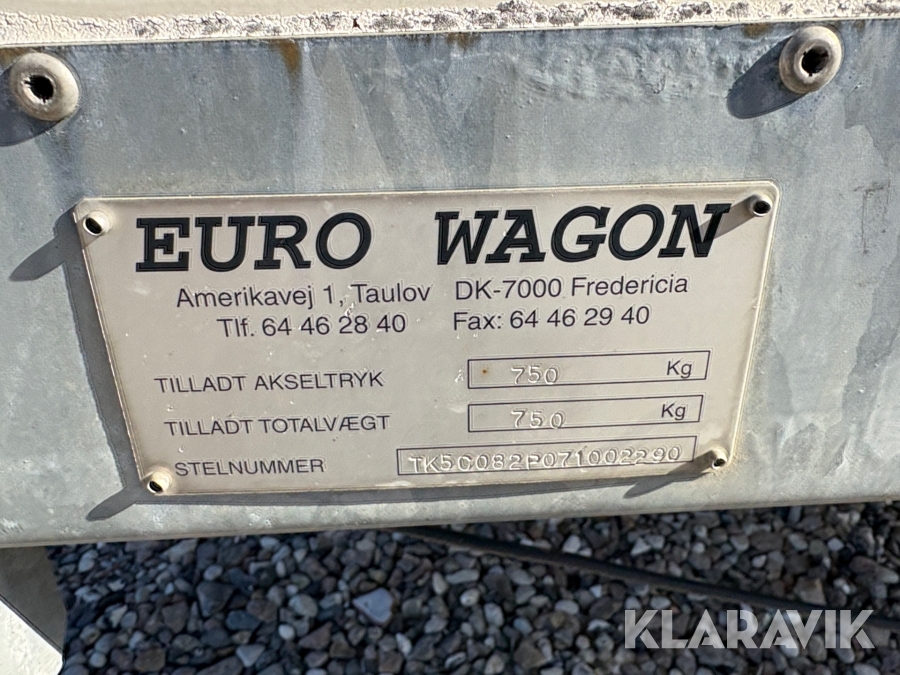 EURO WAGON
Amerikavej 1, Taulov DK-7000 Fredericia
Tlf. 64 46 28 40 Fax: 64 46 29 40
TILLADT AKSELTRYK 750 Kg
TILLADT TOTALVÆGT 750 Kg
STELNUMMER TK5C082P071002290
KLARAVIK